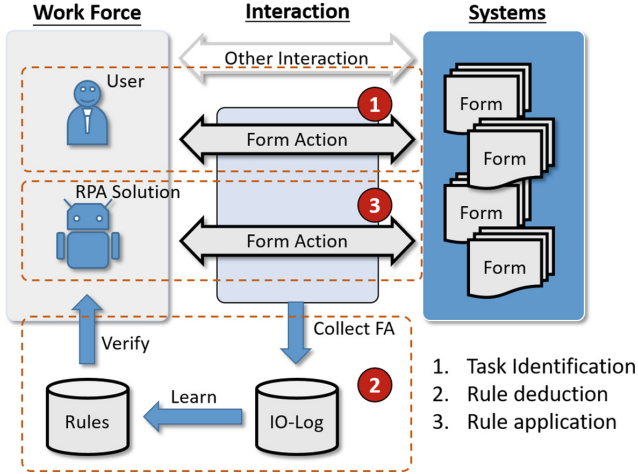 Work Force
Interaction
Systems
Other Interaction
User
1
Form Action
Form
Form
RPA Solution
3
Form Action
Form
Form
Collect FA
Verify
2
Learn
Rules
IO-Log
1. Task Identification
2. Rule deduction
3. Rule application